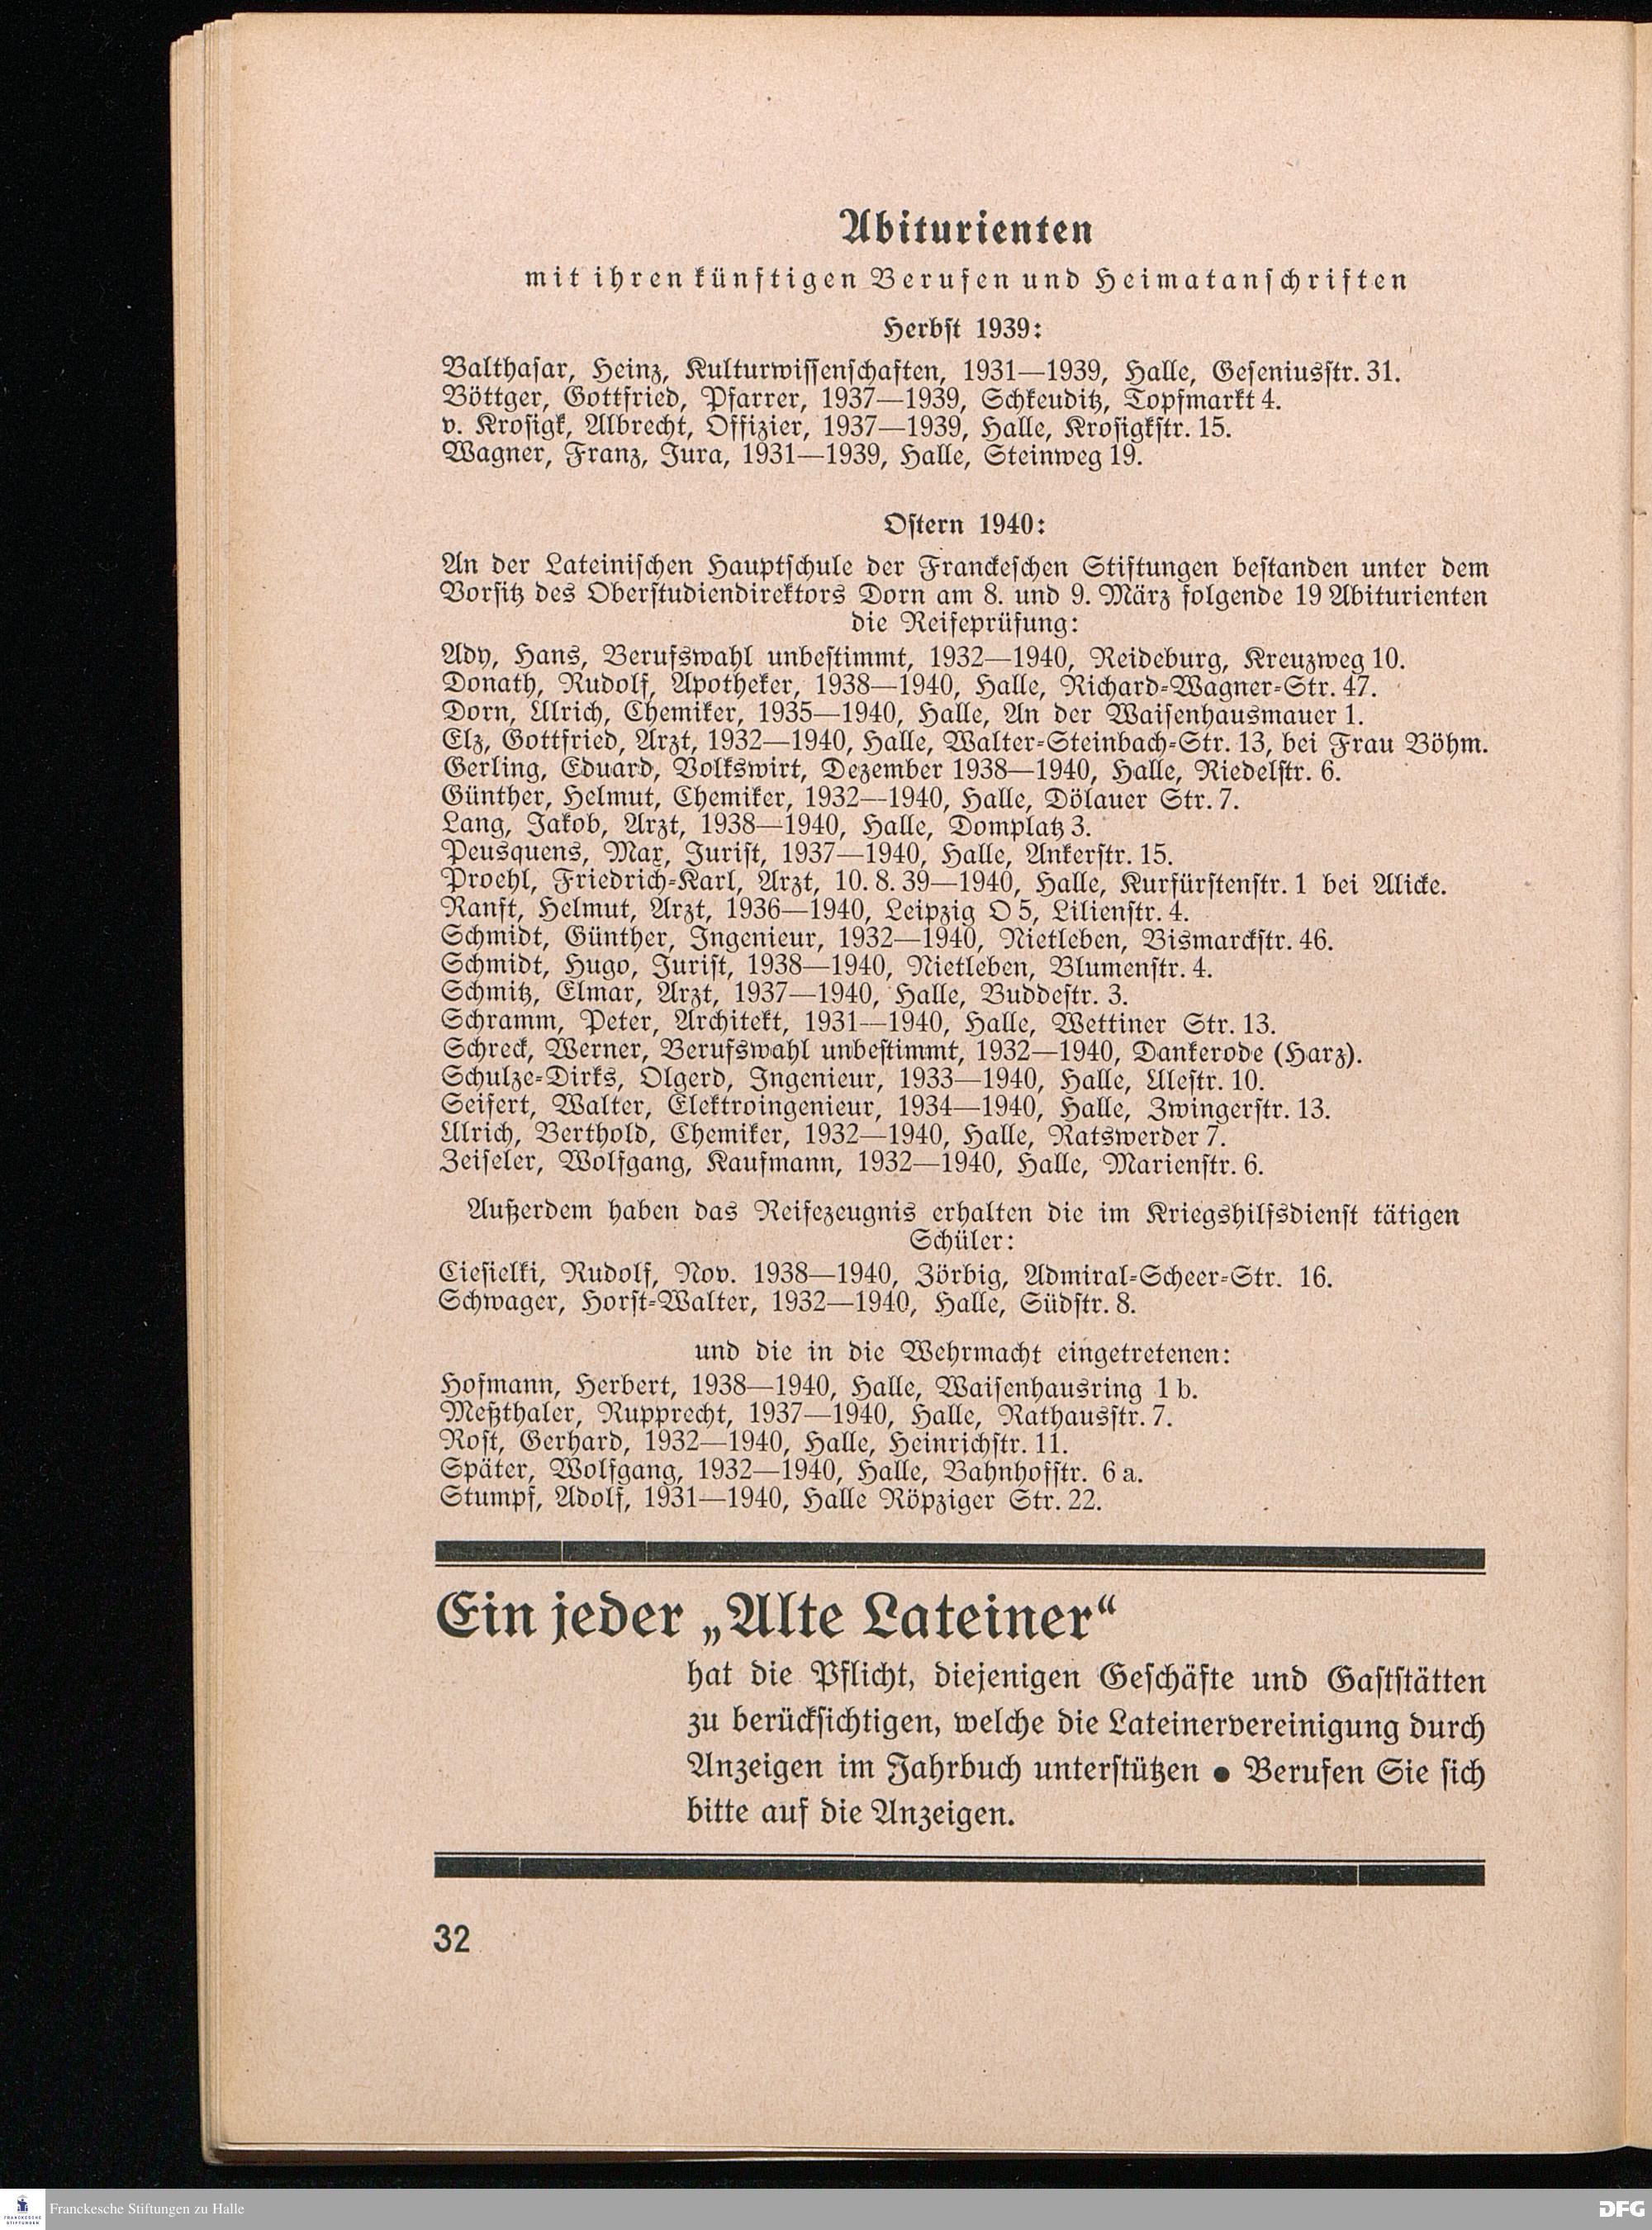 Abiturienten
mit ihren künftigen Berufen und Heimatanschriften
Herbst 1939:
Balthasar, Heinz, Kulturwissenschaften, 1931—1939, Halle, Geseniusstr. 31.
Böttger, Gottfried, Pfarrer, 1937—1939, Schkeuditz, Topfmarkt 4.
v. Krosigk, Albrecht, Offizier, 1937—1939, Halle, Krosigkstr. 15.
Wagner, Franz, Jura, 1931—1939, Halle, Steinweg 19.
Ostern 1940:
An der Lateinischen Hauptschule der Franckeschen Stiftungen bestanden unter dem
Vorsitz des Oberstudiendirektors Dorn am 8. und 9. März folgende 19 Abiturienten
die Reifeprüfung:
Ady, Hans, Berufswahl unbestimmt, 1932—1940, Reideburg, Kreuzweg 10.
Donath, Rudolf, Apotheker, 1938—1940, Halle, Richard-Wagner-Str. 47.
Dorn, Ulrich, Chemiker, 1935—1940, Halle, An der Waisenhausmauer 1.
Elz, Gottfried, Arzt, 1932—1940, Halle, Walter-Steinbach-Str. 13, bei Frau Böhm.
Gerling, Eduard, Volkswirt, Dezember 1938—1940, Halle, Riedelstr. 6.
Günther, Helmut, Chemiker, 1932—1940, Halle, Dölauer Str. 7.
Lang, Jakob, Arzt, 1938—1940, Halle, Domplatz 3.
Peusquens, Max, Jurist, 1937—1940, Halle, Ankerstr. 15.
Proehl, Friedrich-Karl, Arzt, 10. 8. 39—1940, Halle, Kurfürstenstr. 1 bei Alicke.
Ranft, Helmut, Arzt, 1936—1940, Leipzig O 5, Lilienstr. 4.
Schmidt, Günther, Ingenieur, 1932—1940, Nietleben, Bismarckstr. 46.
Schmidt, Hugo, Jurist, 1938—1940, Nietleben, Blumenstr. 4.
Schmitz, Elmar, Arzt, 1937—1940, Halle, Buddestr. 3.
Schramm, Peter, Architekt, 1931—1940, Halle, Wettiner Str. 13.
Schreck, Werner, Berufswahl unbestimmt, 1932—1940, Dankerode (Harz).
Schulze-Dirks, Olgerd, Ingenieur, 1933—1940, Halle, Ulestr. 10.
Seifert, Walter, Elektroingenieur, 1934—1940, Halle, Zwingerstr. 13.
Ulrich, Berthold, Chemiker, 1932—1940, Halle, Ratswerder 7.
Zeiseler, Wolfgang, Kaufmann, 1932—1940, Halle, Marienstr. 6.
Außerdem haben das Reifezeugnis erhalten die im Kriegshilfsdienst tätigen
Schüler:
Ciesielki, Rudolf, Nov. 1938—1940, Zörbig, Admiral-Scheer-Str. 16.
Schwager, Horst-Walter, 1932—1940, Halle, Südstr. 8.
und die in die Wehrmacht eingetretenen:
Hofmann, Herbert, 1938—1940, Halle, Waisenhausring 1 b.
Meßthaler, Rupprecht, 1937—1940, Halle, Rathausstr. 7.
Rost, Gerhard, 1932—1940, Halle, Heinrichstr. 11.
Später, Wolfgang, 1932—1940, Halle, Bahnhofstr. 6 a.
Stumpf, Adolf, 1931—1940, Halle Röpziger Str. 22.
Ein jeder „Alte Lateiner“
hat die Pflicht, diejenigen Geschäfte und Gaststätten
zu berücksichtigen, welche die Lateinervereinigung durch
Anzeigen im Jahrbuch unterstützen ● Berufen Sie sich
bitte auf die Anzeigen.
32
FRANCKESCHE
STIFTUNGEN
Franckesche Stiftungen zu Halle
DFG